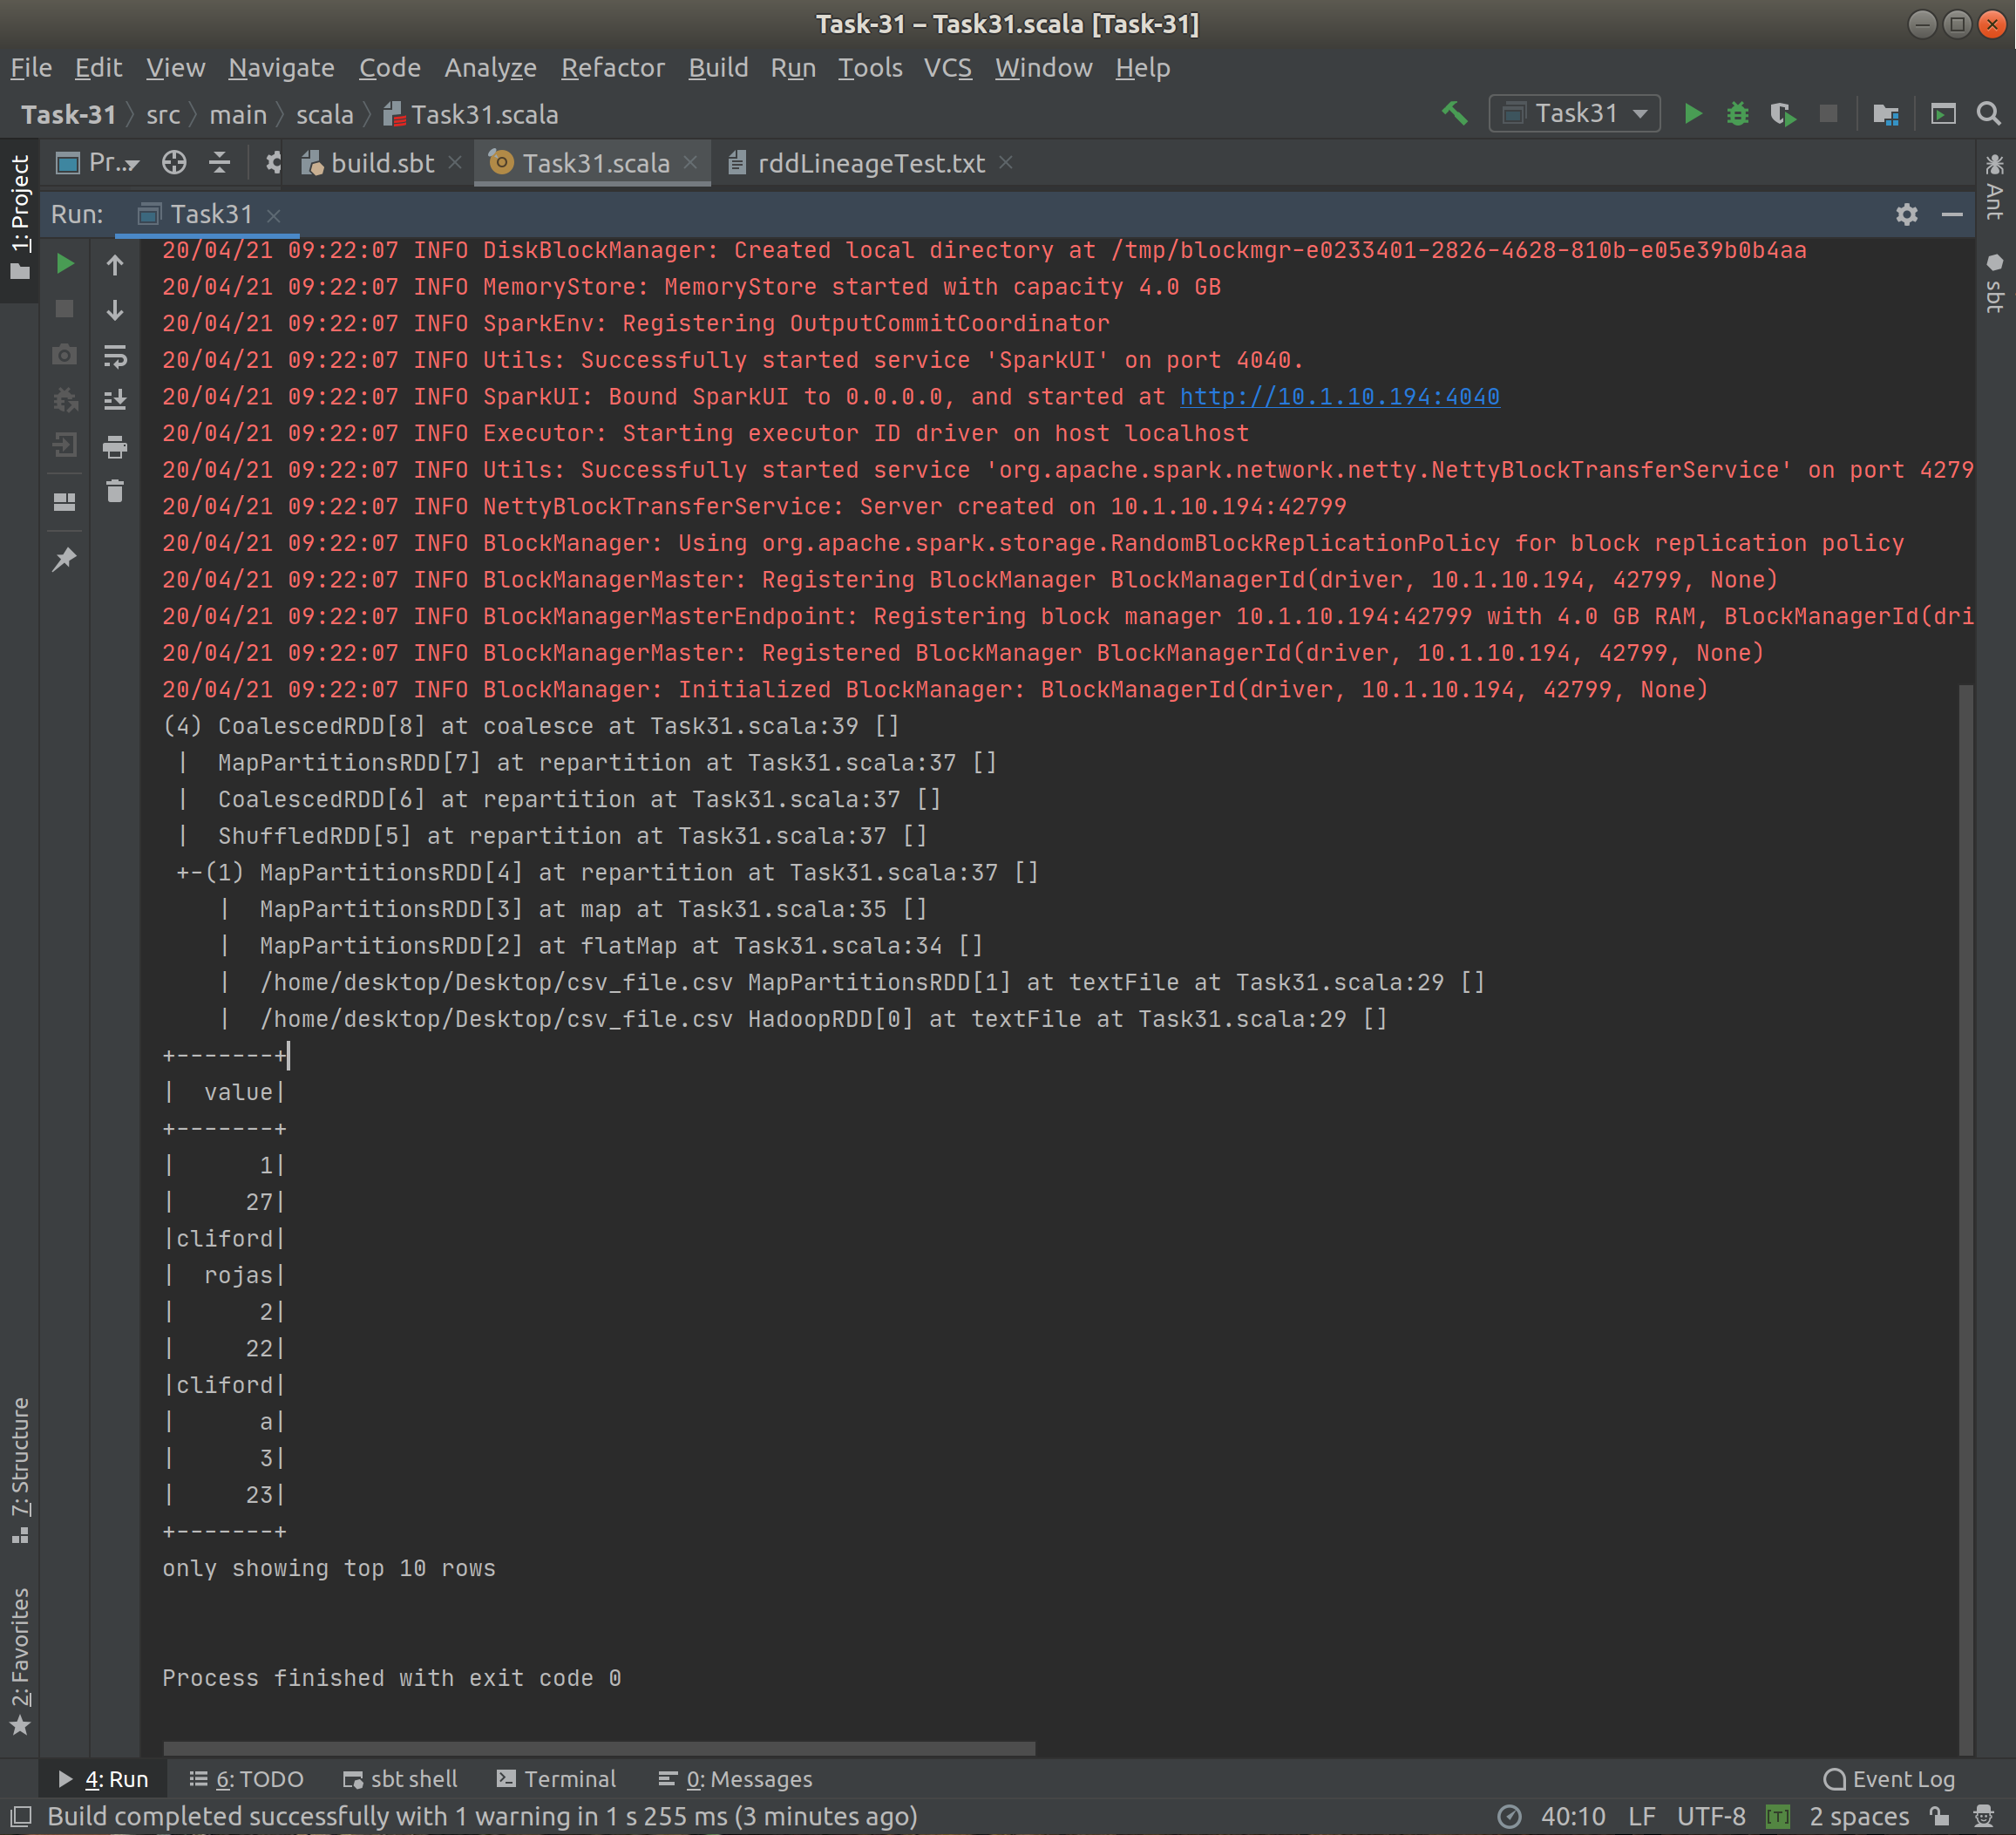 Task-31 – Task31.scala [Task-31]
File Edit View Navigate Code Analyze Refactor Build Run Tools VCS Window Help
Task-31 src main scala Task31.scala Task31
Pr... build.sbt Task31.scala rddLineageTest.txt
1: Project
Ant
sbt
Run: Task31
20/04/21 09:22:07 INFO DiskBlockManager: Created local directory at /tmp/blockmgr-e0233401-2826-4628-810b-e05e39b0b4aa
20/04/21 09:22:07 INFO MemoryStore: MemoryStore started with capacity 4.0 GB
20/04/21 09:22:07 INFO SparkEnv: Registering OutputCommitCoordinator
20/04/21 09:22:07 INFO Utils: Successfully started service 'SparkUI' on port 4040.
20/04/21 09:22:07 INFO SparkUI: Bound SparkUI to 0.0.0.0, and started at http://10.1.10.194:4040
20/04/21 09:22:07 INFO Executor: Starting executor ID driver on host localhost
20/04/21 09:22:07 INFO Utils: Successfully started service 'org.apache.spark.network.netty.NettyBlockTransferService' on port 4279
20/04/21 09:22:07 INFO NettyBlockTransferService: Server created on 10.1.10.194:42799
20/04/21 09:22:07 INFO BlockManager: Using org.apache.spark.storage.RandomBlockReplicationPolicy for block replication policy
20/04/21 09:22:07 INFO BlockManagerMaster: Registering BlockManager BlockManagerId(driver, 10.1.10.194, 42799, None)
20/04/21 09:22:07 INFO BlockManagerMasterEndpoint: Registering block manager 10.1.10.194:42799 with 4.0 GB RAM, BlockManagerId(dri
20/04/21 09:22:07 INFO BlockManagerMaster: Registered BlockManager BlockManagerId(driver, 10.1.10.194, 42799, None)
20/04/21 09:22:07 INFO BlockManager: Initialized BlockManager: BlockManagerId(driver, 10.1.10.194, 42799, None)
(4) CoalescedRDD[8] at coalesce at Task31.scala:39 []
 |  MapPartitionsRDD[7] at repartition at Task31.scala:37 []
 |  CoalescedRDD[6] at repartition at Task31.scala:37 []
 |  ShuffledRDD[5] at repartition at Task31.scala:37 []
 +-(1) MapPartitionsRDD[4] at repartition at Task31.scala:37 []
    |  MapPartitionsRDD[3] at map at Task31.scala:35 []
    |  MapPartitionsRDD[2] at flatMap at Task31.scala:34 []
    |  /home/desktop/Desktop/csv_file.csv MapPartitionsRDD[1] at textFile at Task31.scala:29 []
    |  /home/desktop/Desktop/csv_file.csv HadoopRDD[0] at textFile at Task31.scala:29 []
+-------+
|  value|
+-------+
|      1|
|     27|
|cliford|
|  rojas|
|      2|
|     22|
|cliford|
|      a|
|      3|
|     23|
+-------+
only showing top 10 rows
Process finished with exit code 0
7: Structure
2: Favorites
4: Run 6: TODO sbt shell Terminal 0: Messages Event Log
Build completed successfully with 1 warning in 1 s 255 ms (3 minutes ago) 40:10 LF UTF-8 [T] 2 spaces